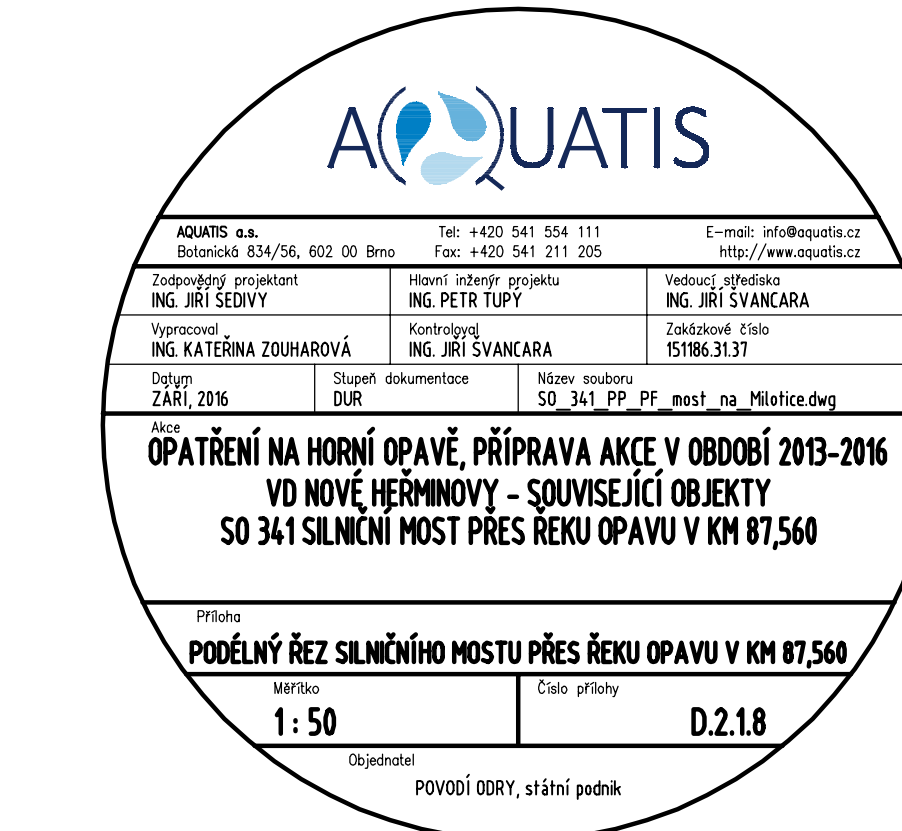 AQUATIS
AQUATIS a.s. Tel: +420 541 554 111 E-mail: info@aquatis.cz
Botanická 834/56, 602 00 Brno Fax: +420 541 211 205 http://www.aquatis.cz
Zodpovědný projektant Hlavní inženýr projektu Vedoucí střediska
ING. JIŘÍ ŠEDIVY ING. PETR TUPÝ ING. JIŘÍ ŠVANCARA
Vypracoval Kontroloval Zakázkové číslo
ING. KATEŘINA ZOUHAROVÁ ING. JIŘÍ ŠVANCARA 151186.31.37
Datum Stupeň dokumentace Název souboru
ZÁŘÍ, 2016 DUR SO_341_PP_PF_most_na_Milotice.dwg
Akce
OPATŘENÍ NA HORNÍ OPAVĚ, PŘÍPRAVA AKCE V OBDOBÍ 2013-2016
VD NOVÉ HEŘMINOVY - SOUVISEJÍCÍ OBJEKTY
SO 341 SILNIČNÍ MOST PŘES ŘEKU OPAVU V KM 87,560
Příloha
PODÉLNÝ ŘEZ SILNIČNÍHO MOSTU PŘES ŘEKU OPAVU V KM 87,560
Měřítko Číslo přílohy
1 : 50 D.2.1.8
Objednatel
POVODÍ ODRY, státní podnik